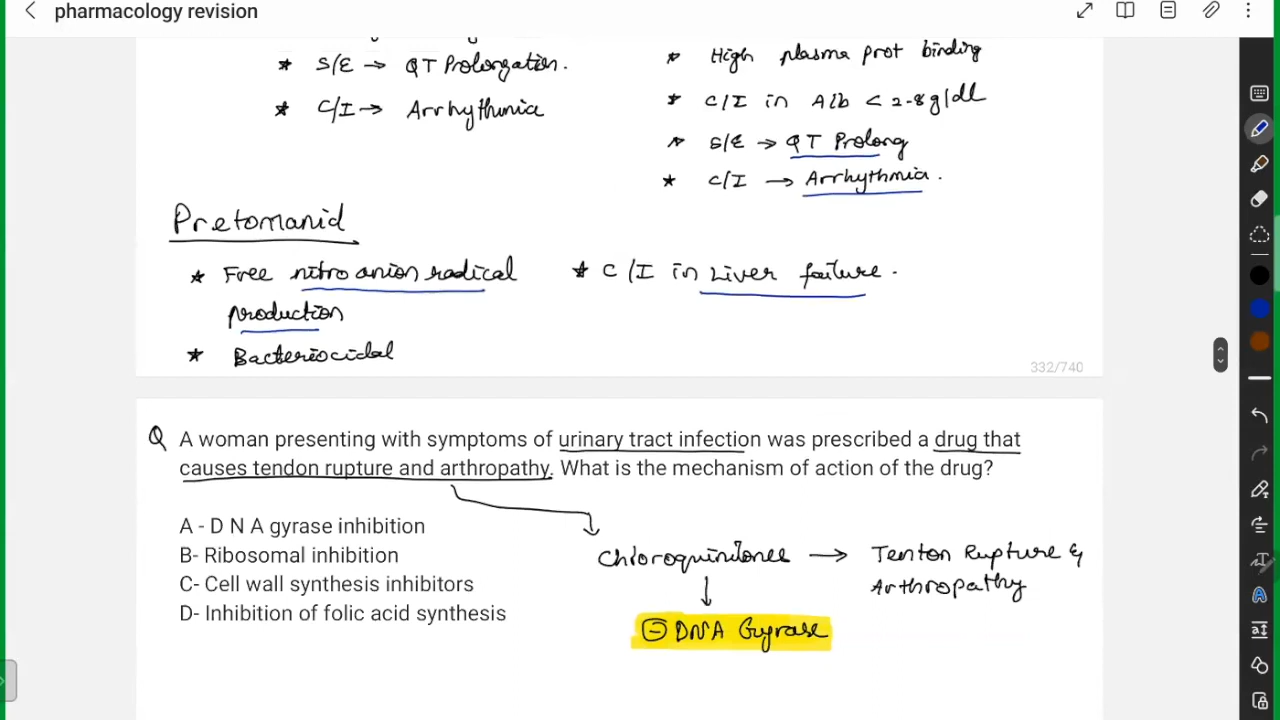 pharmacology revision
* S/E → QT Prolongation.
* C/I → Arrhythmia
* High plasma prot binding
* C/I in Alb < 2.8 g/dl
* S/E → QT Prolong
* C/I → Arrhythmia.
Pretomanid
* Free nitro anion radical
production
* Bacteriocidal
* C/I in Liver failure.
332/740
Q A woman presenting with symptoms of urinary tract infection was prescribed a drug that
causes tendon rupture and arthropathy. What is the mechanism of action of the drug?
A - D N A gyrase inhibition
B- Ribosomal inhibition
C- Cell wall synthesis inhibitors
D- Inhibition of folic acid synthesis
Chloroquinilones → Tenton Rupture &
Arthropathy
↓
⊖ DNA Gyrase